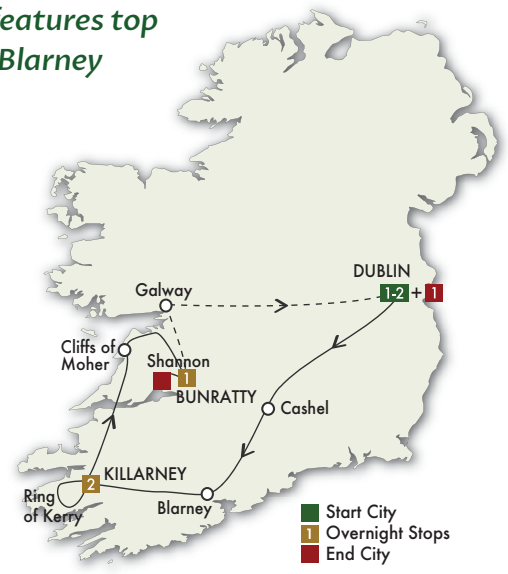 features top
Blarney
DUBLIN
1-2 + 1
Galway
Cliffs of
Moher
Shannon
1
BUNRATTY
Cashel
KILLARNEY
2
Ring
of Kerry
Blarney
Start City
1 Overnight Stops
End City